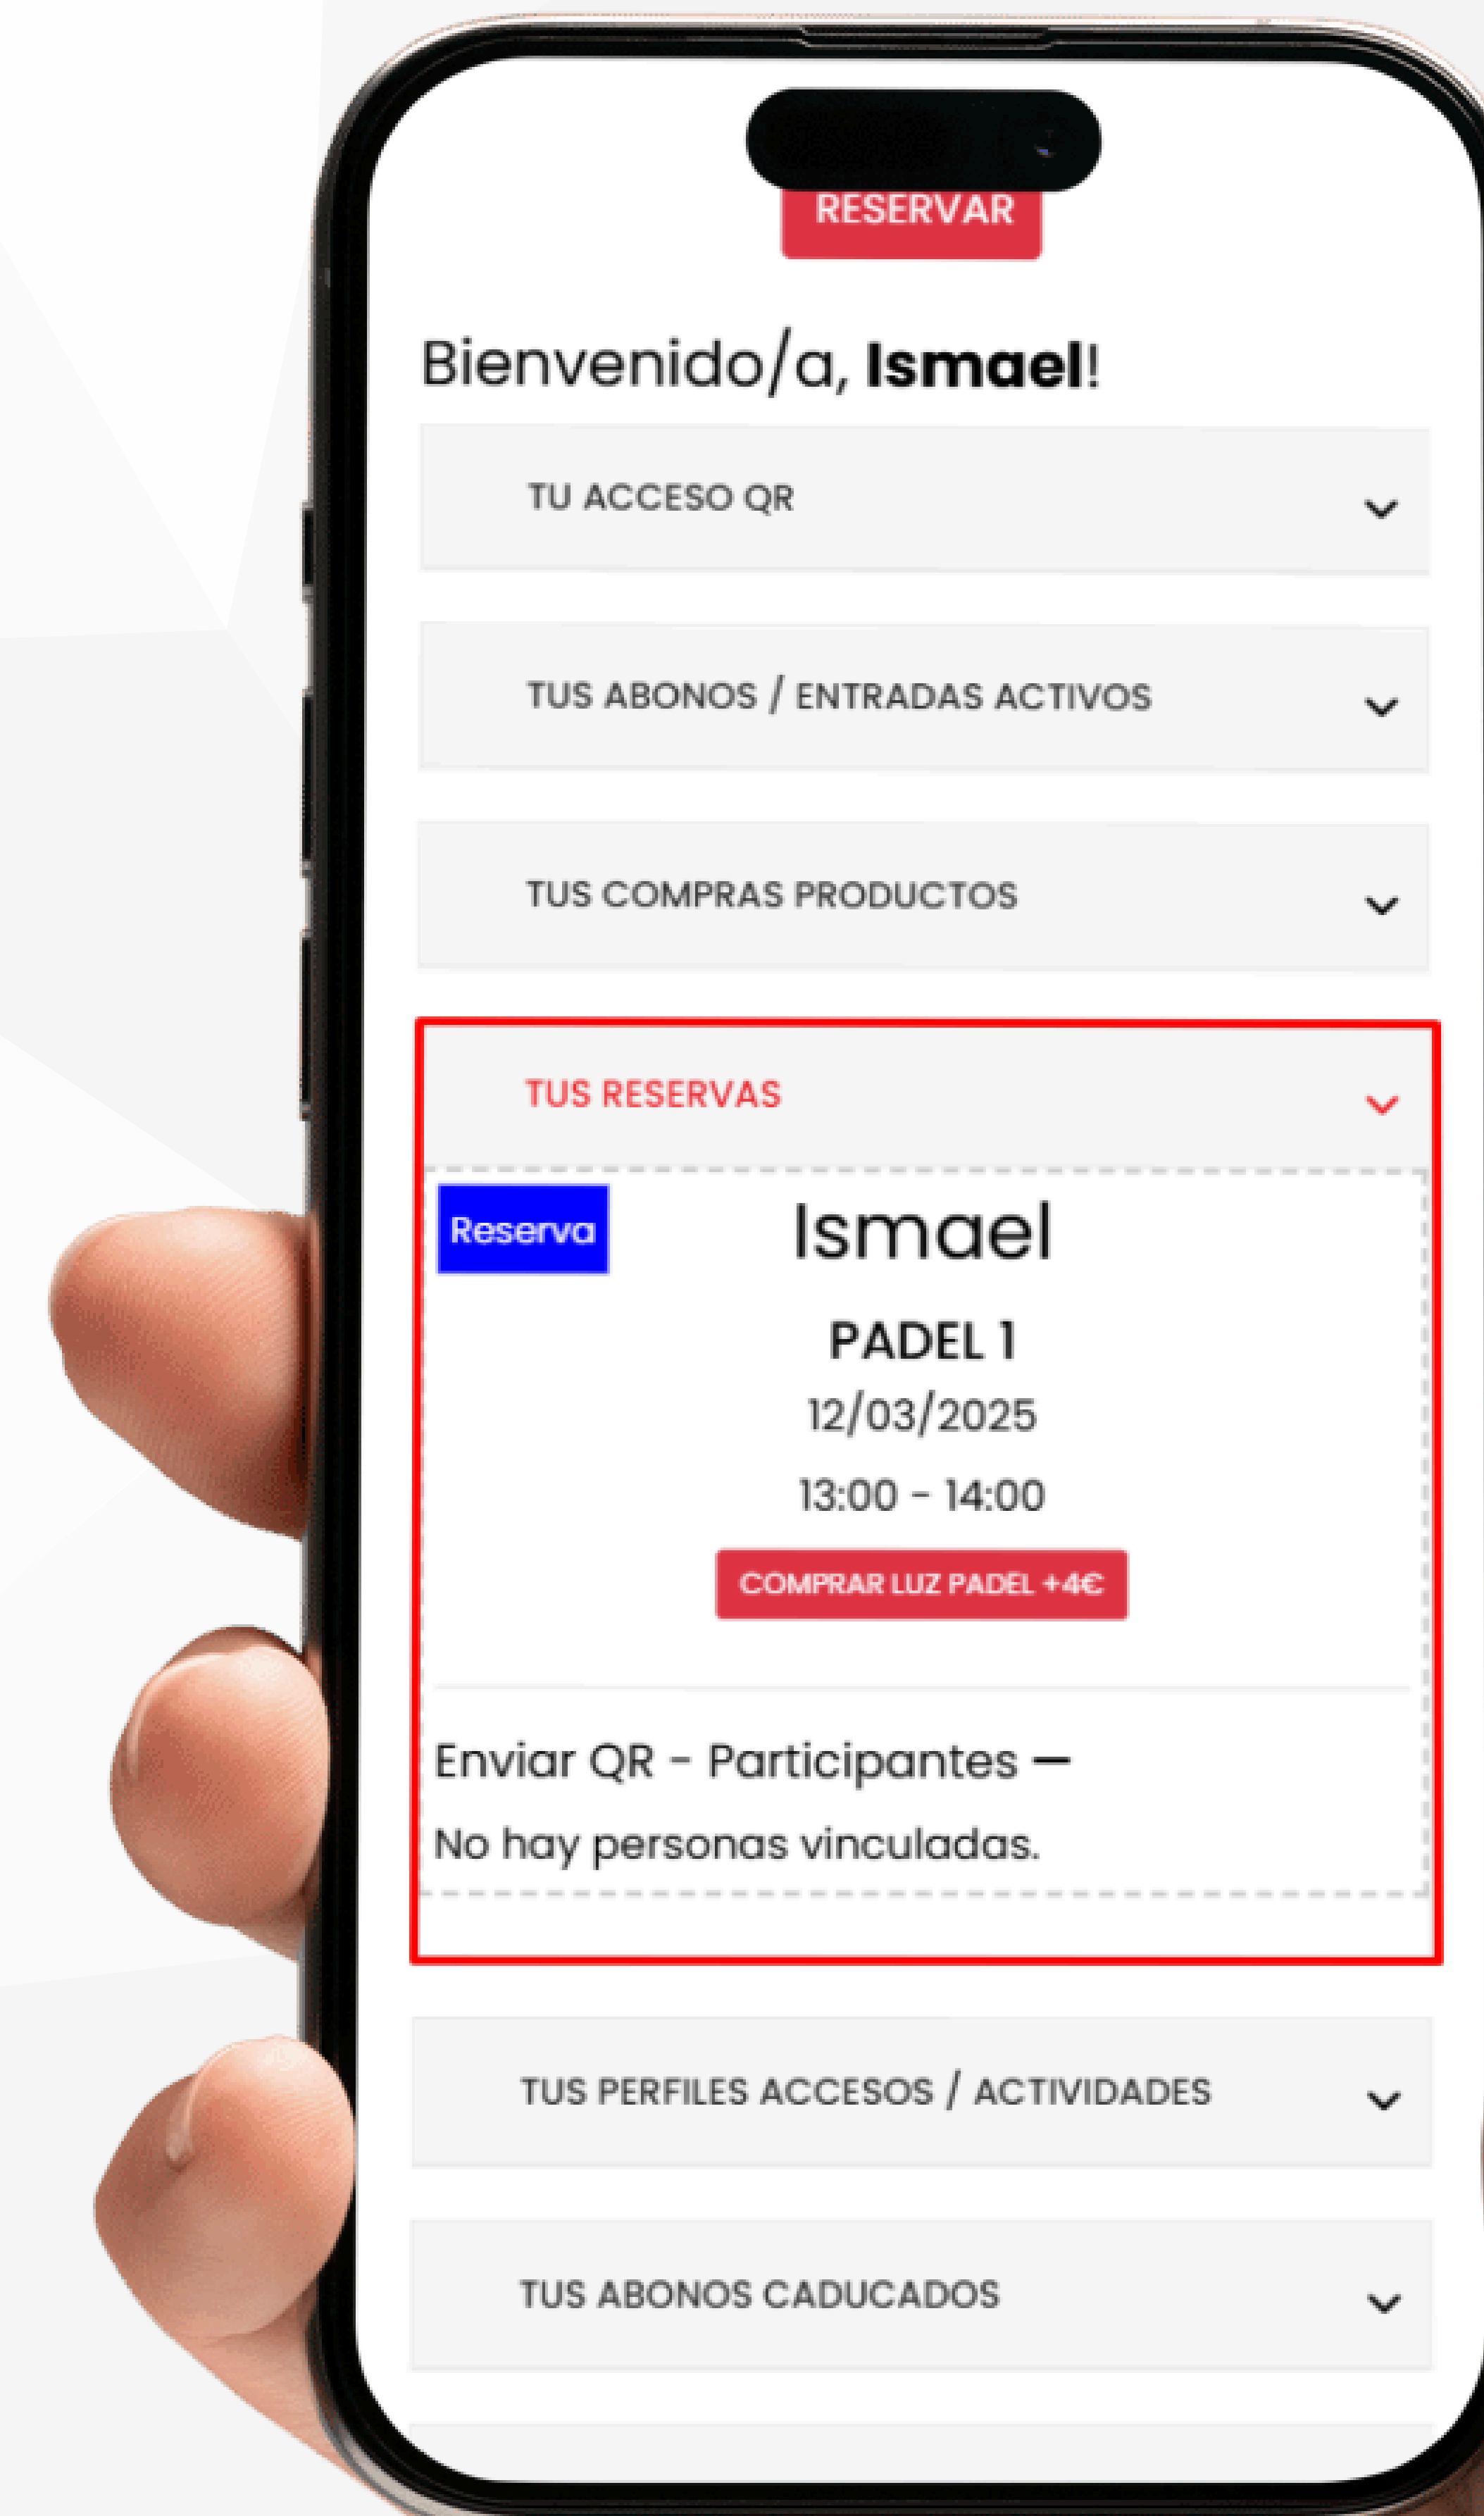 RESERVAR
Bienvenido/a, Ismael!
TU ACCESO QR
TUS ABONOS / ENTRADAS ACTIVOS
TUS COMPRAS PRODUCTOS
TUS RESERVAS
Reserva
Ismael
PADEL 1
12/03/2025
13:00 - 14:00
COMPRAR LUZ PADEL +4€
Enviar QR - Participantes —
No hay personas vinculadas.
TUS PERFILES ACCESOS / ACTIVIDADES
TUS ABONOS CADUCADOS